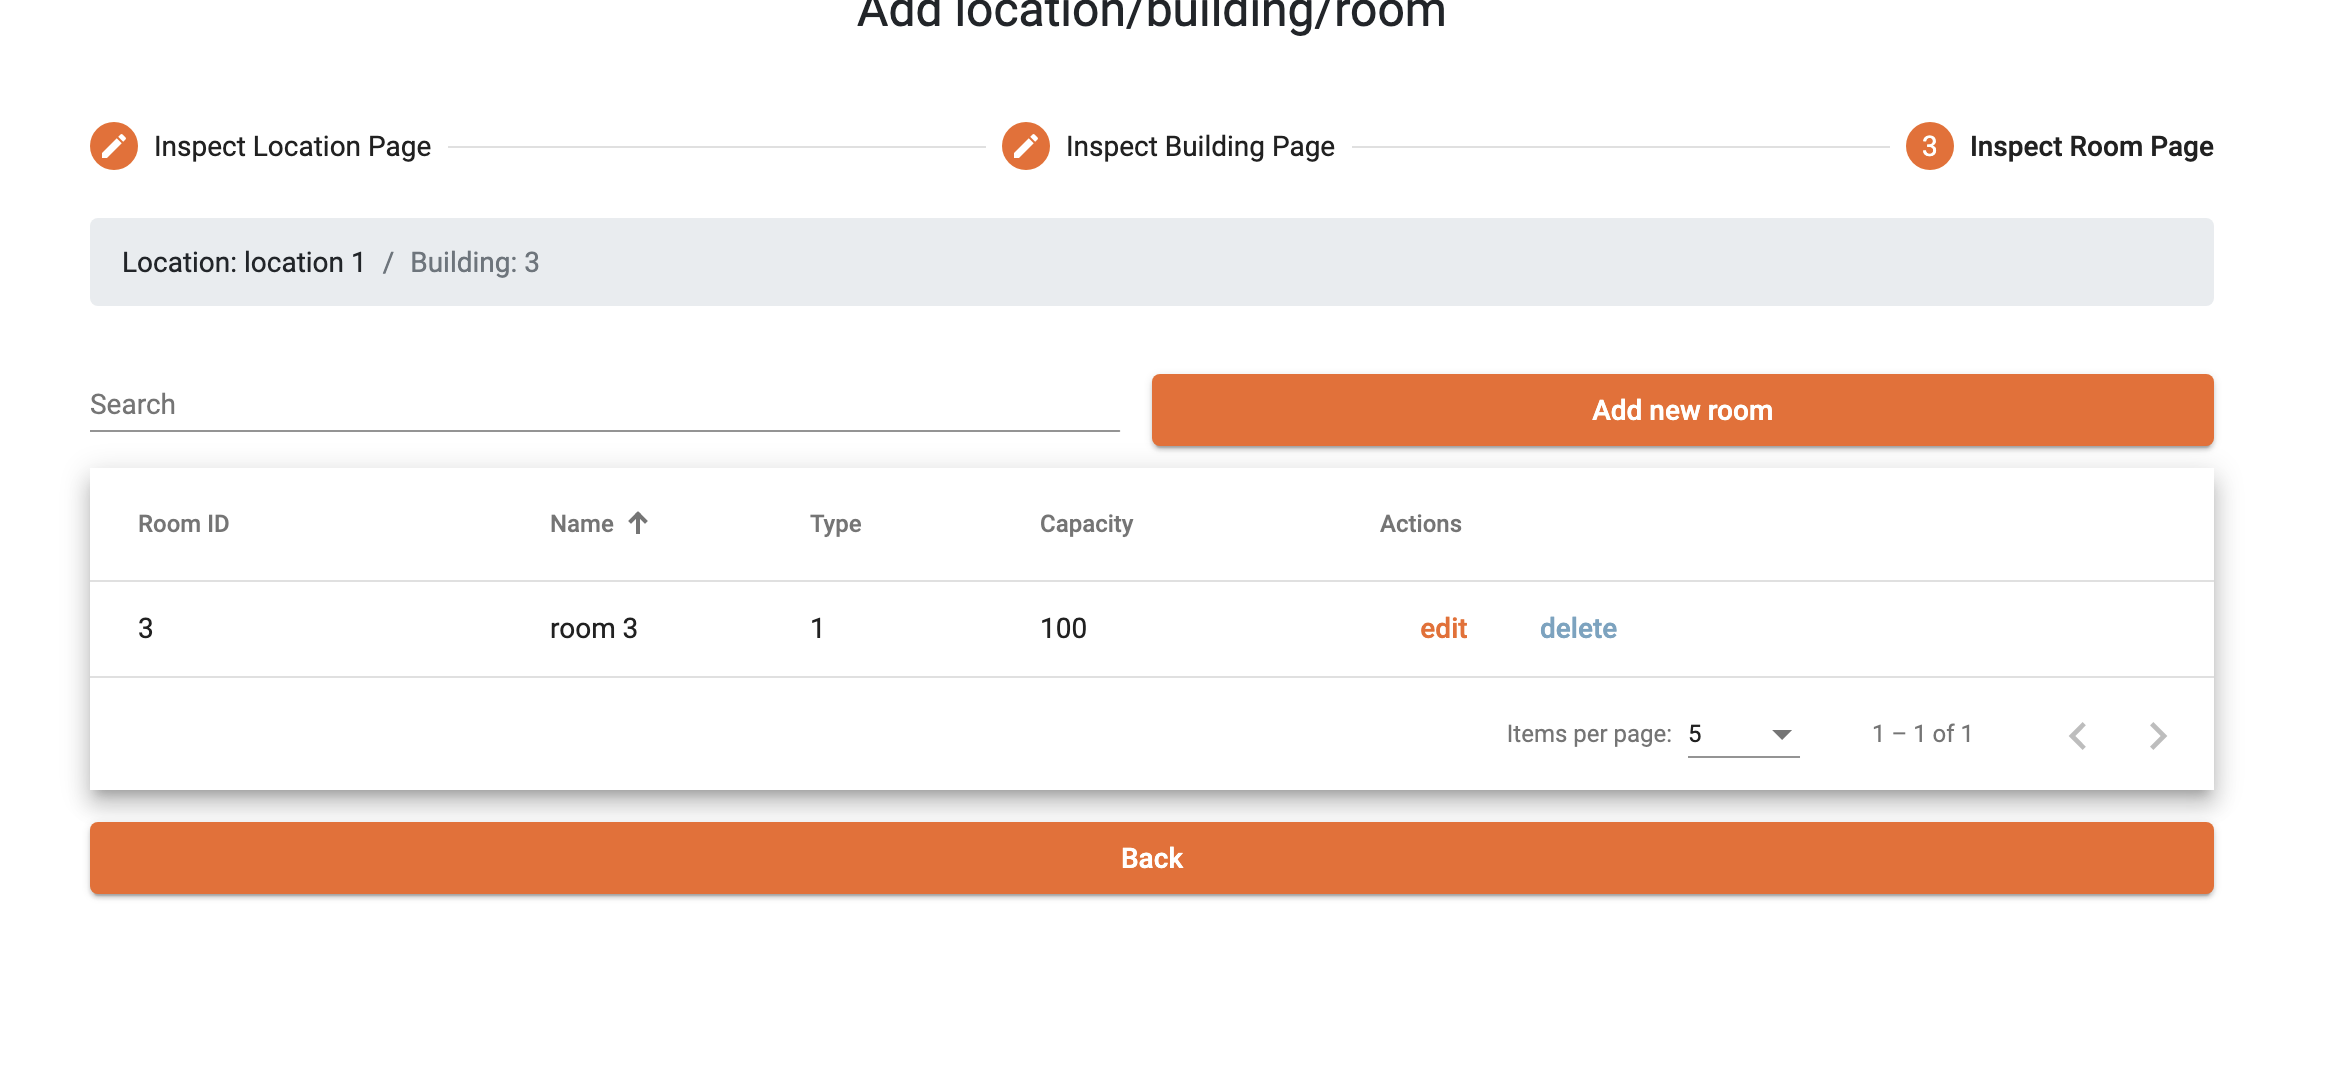 Add location/building/room
Inspect Location Page
Inspect Building Page
3 Inspect Room Page
Location: location 1 / Building: 3
Search
Add new room
Room ID Name Type Capacity Actions
3 room 3 1 100 edit delete
Items per page: 5 1 – 1 of 1
Back